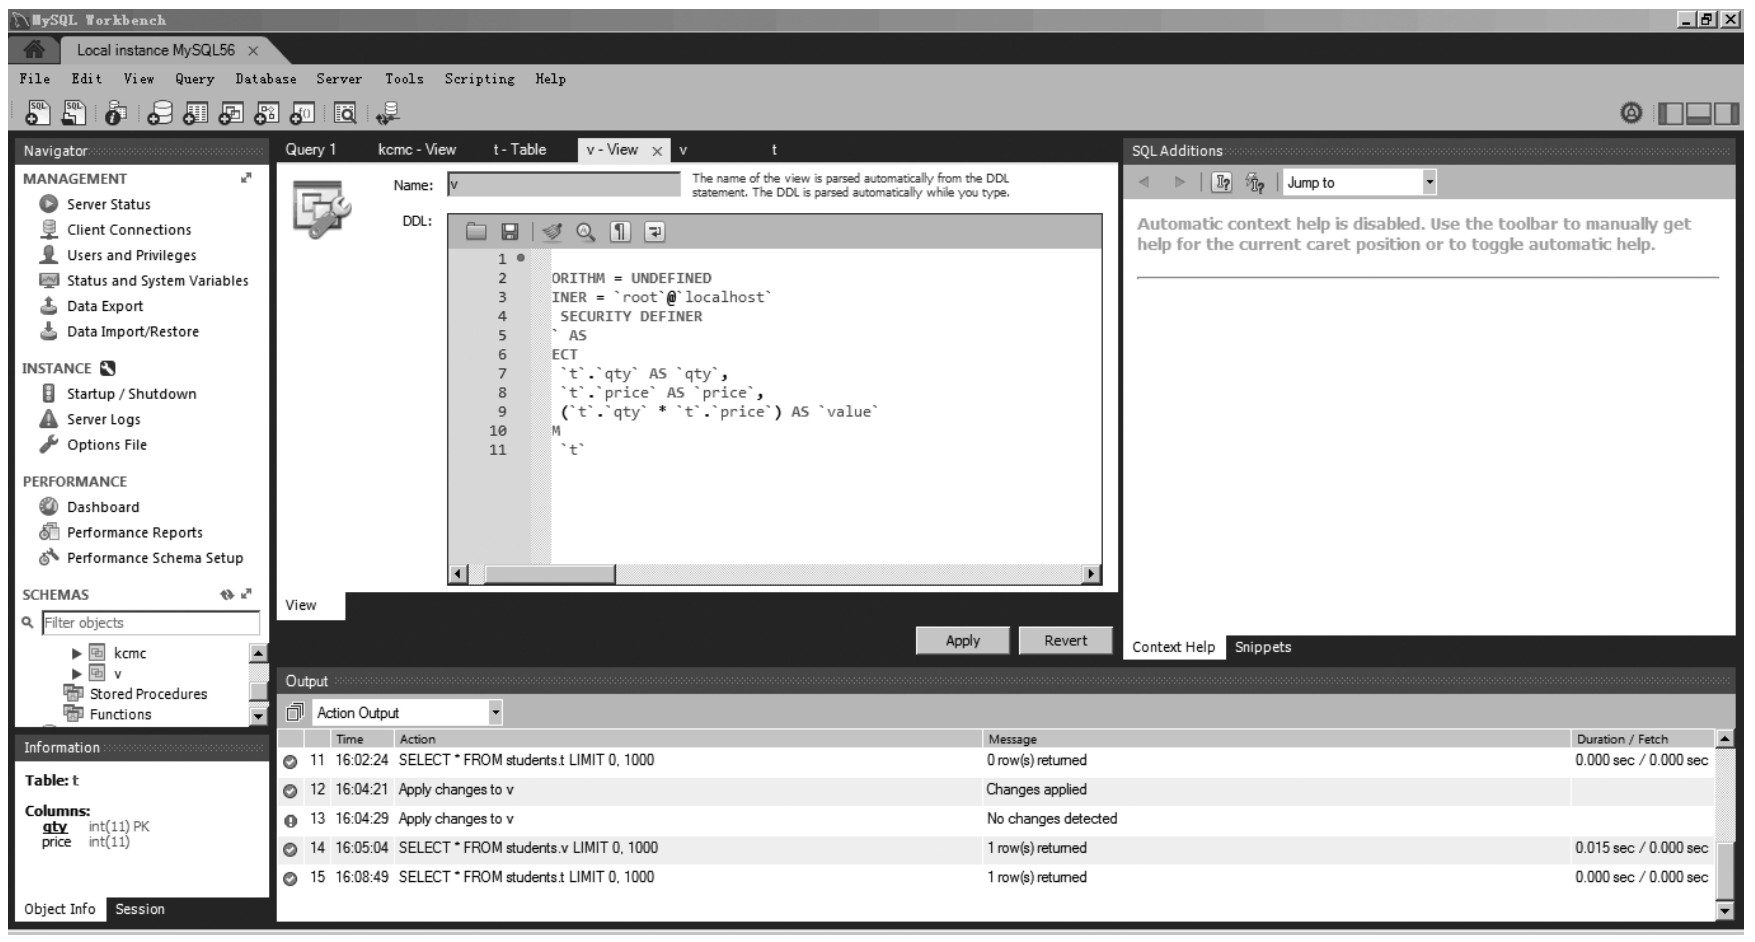 MySQL Workbench
Local instance MySQL56
File Edit View Query Database Server Tools Scripting Help
Navigator
MANAGEMENT
Server Status
Client Connections
Users and Privileges
Status and System Variables
Data Export
Data Import/Restore
INSTANCE
Startup / Shutdown
Server Logs
Options File
PERFORMANCE
Dashboard
Performance Reports
Performance Schema Setup
SCHEMAS
Filter objects
kcmc
v
Stored Procedures
Functions
Information
Table: t
Columns:
qty int(11) PK
price int(11)
Object Info Session
Query 1 kcmc - View t - Table v - View v t
Name: v
The name of the view is parsed automatically from the DDL
statement. The DDL is parsed automatically while you type.
DDL:
1
2 ORITHM = UNDEFINED
3 INER = `root`@`localhost`
4 SECURITY DEFINER
5 ` AS
6 ECT
7 `t`.`qty` AS `qty`,
8 `t`.`price` AS `price`,
9 (`t`.`qty` * `t`.`price`) AS `value`
10 M
11 `t`
View
Apply Revert
SQL Additions
Jump to
Automatic context help is disabled. Use the toolbar to manually get
help for the current caret position or to toggle automatic help.
Context Help Snippets
Output
Action Output
Time Action Message Duration / Fetch
11 16:02:24 SELECT * FROM students.t LIMIT 0, 1000 0 row(s) returned 0.000 sec / 0.000 sec
12 16:04:21 Apply changes to v Changes applied
13 16:04:29 Apply changes to v No changes detected
14 16:05:04 SELECT * FROM students.v LIMIT 0, 1000 1 row(s) returned 0.015 sec / 0.000 sec
15 16:08:49 SELECT * FROM students.t LIMIT 0, 1000 1 row(s) returned 0.000 sec / 0.000 sec